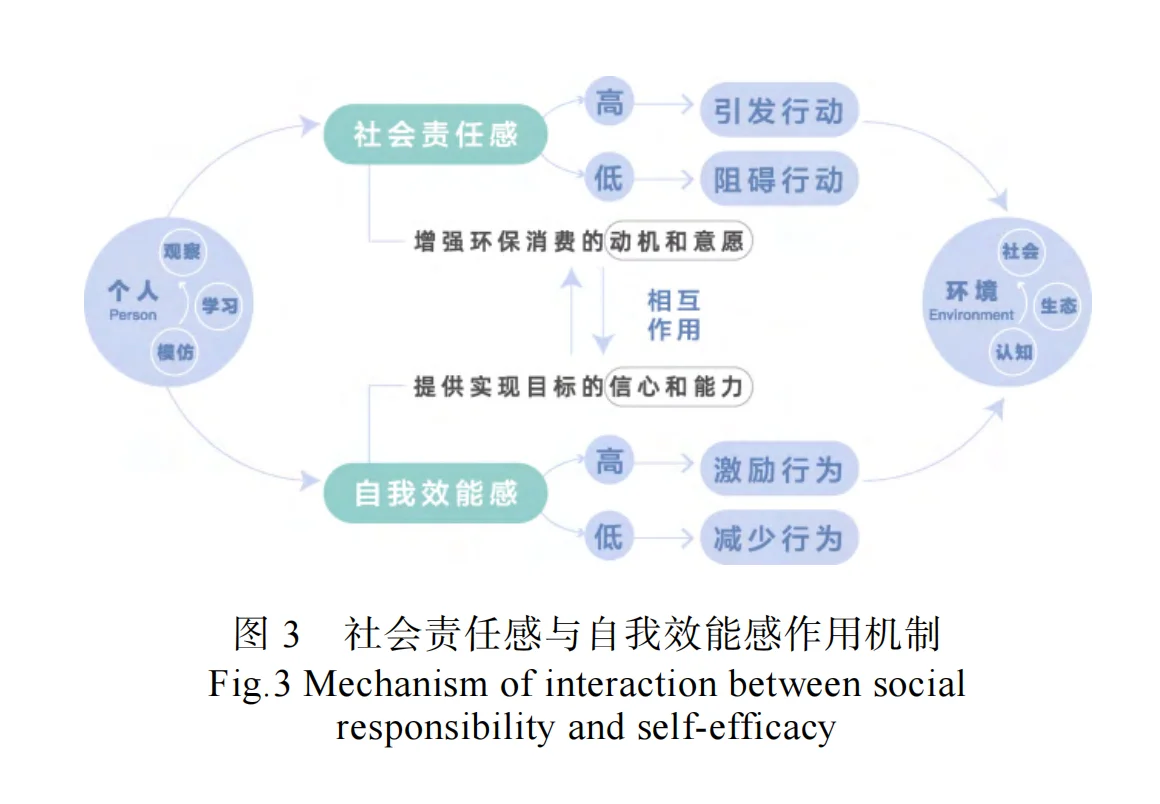 社会责任感
高
引发行动
低
阻碍行动
增强环保消费的动机和意愿
观察
个人
Person
学习
模仿
相互
作用
社会
环境
Environment
生态
认知
提供实现目标的信心和能力
自我效能感
高
激励行为
低
减少行为
图 3 社会责任感与自我效能感作用机制
Fig.3 Mechanism of interaction between social
responsibility and self-efficacy